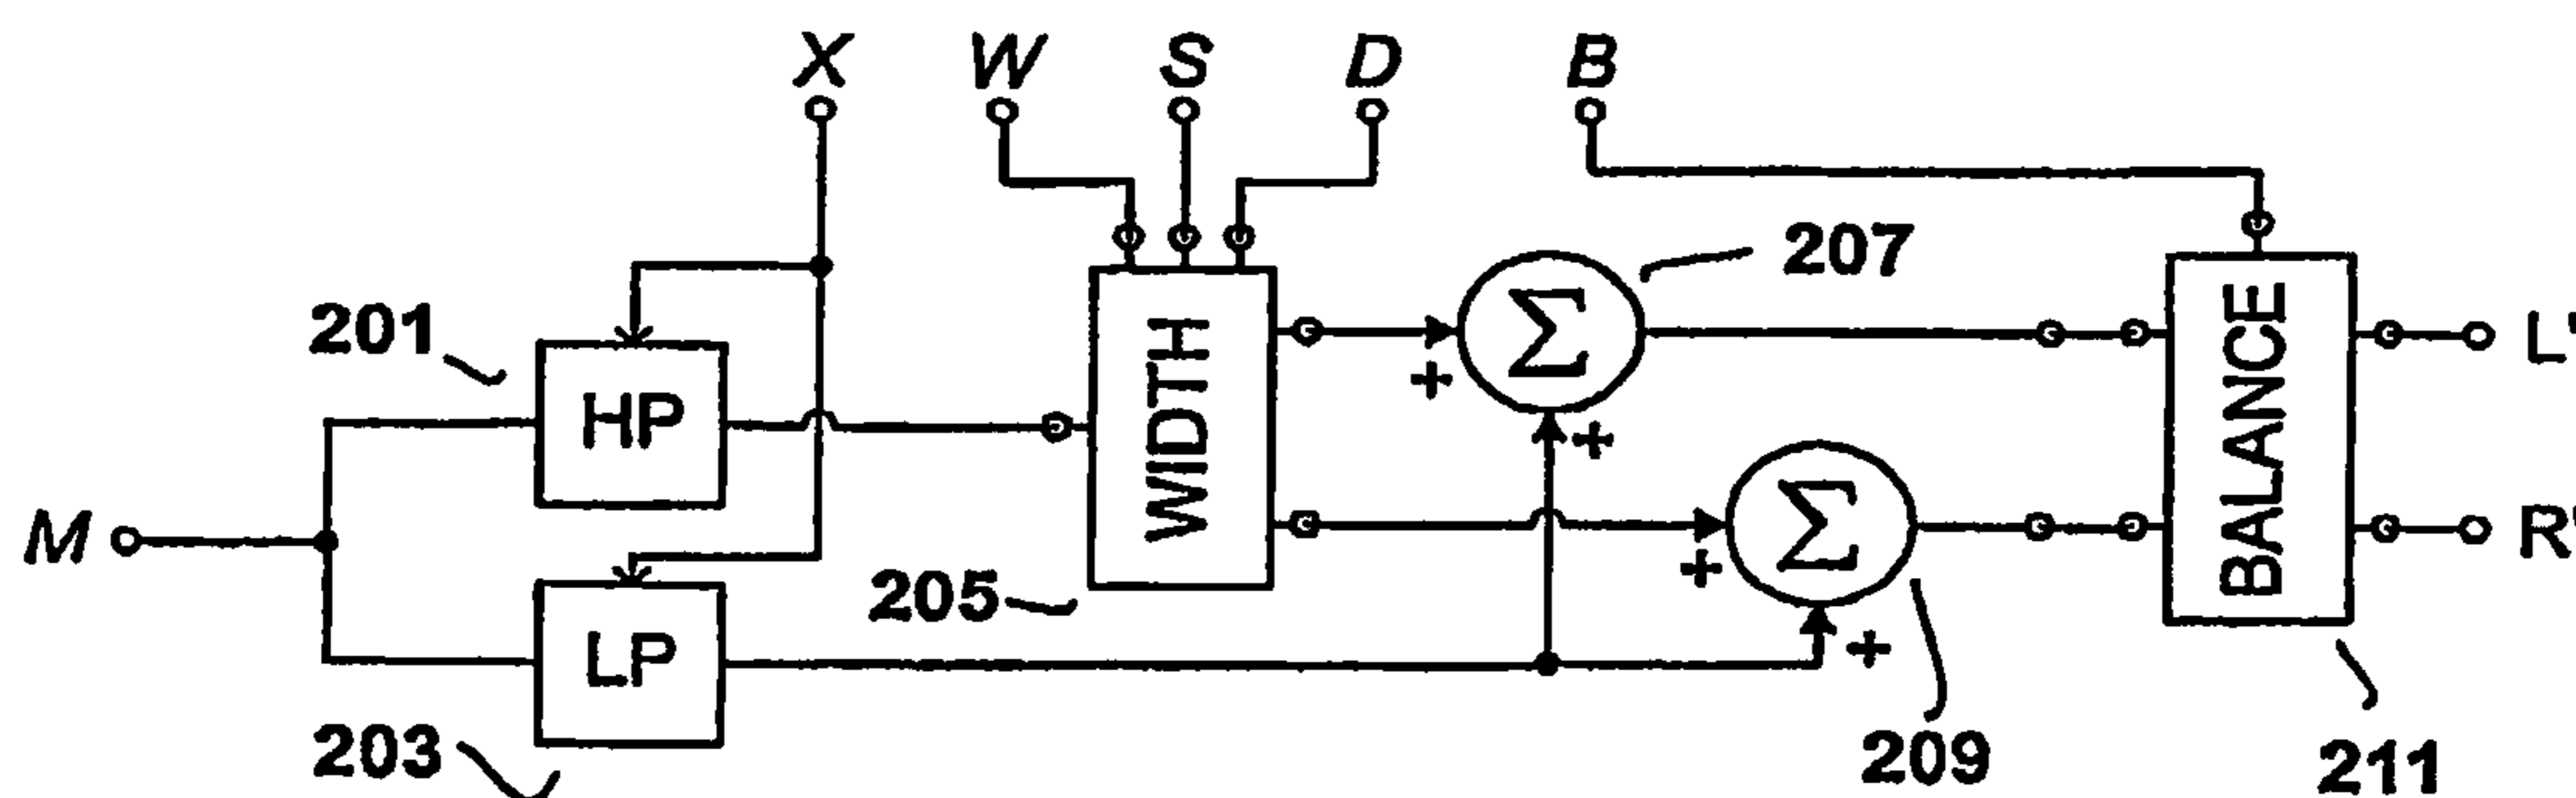 X W S D B
207
201
HP
WIDTH
Σ
+
+
L'
M
BALANCE
Σ
+
+
R'
205
LP
203
209
211